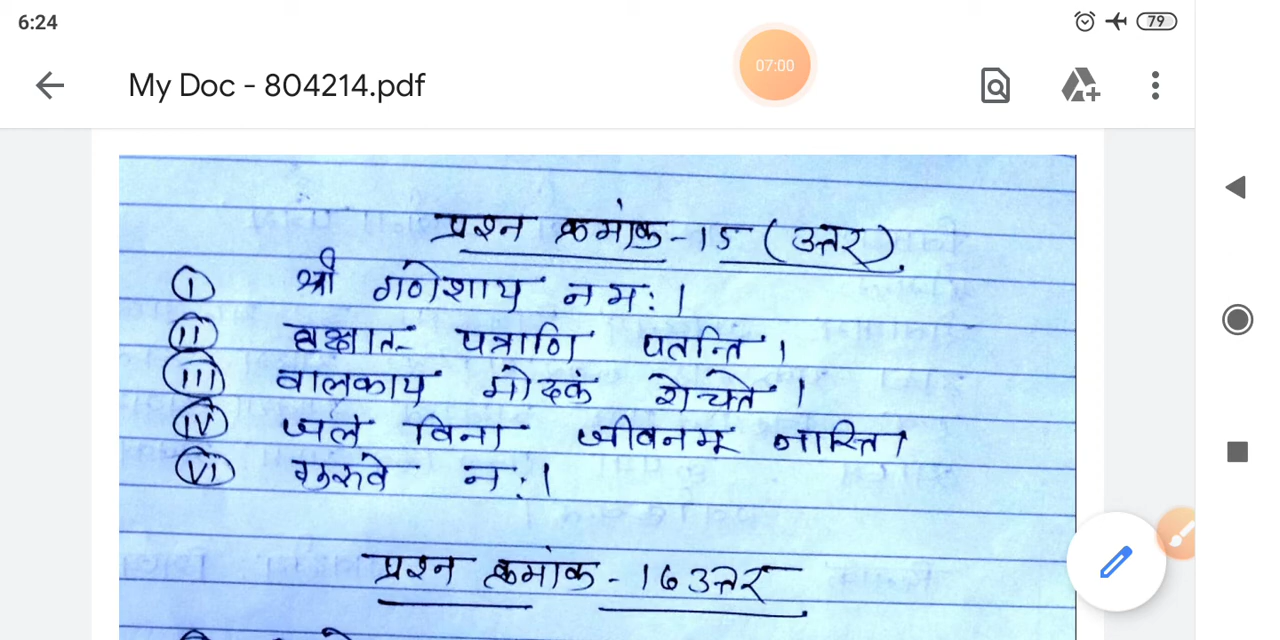 6:24
79
07:00
My Doc - 804214.pdf
प्रश्न क्रमांक -15 (उत्तर)
I श्री गणेशाय नमः।
II वृक्षात् पत्राणि पतन्ति।
III बालकाय मोदकं रोचते।
IV जलं विना जीवनम् नास्ति
VI गुरुवे नः।
प्रश्न क्रमांक - 16 उत्तर